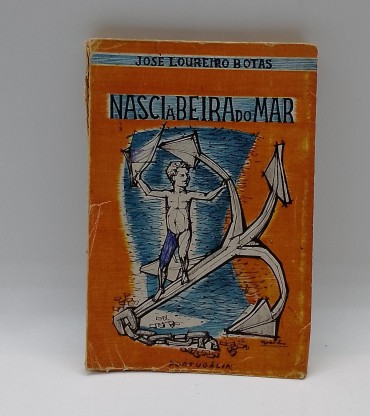 JOSÉ LOUREIRO BOTAS
NASCI À BEIRA DO MAR
PORTUGÁLIA